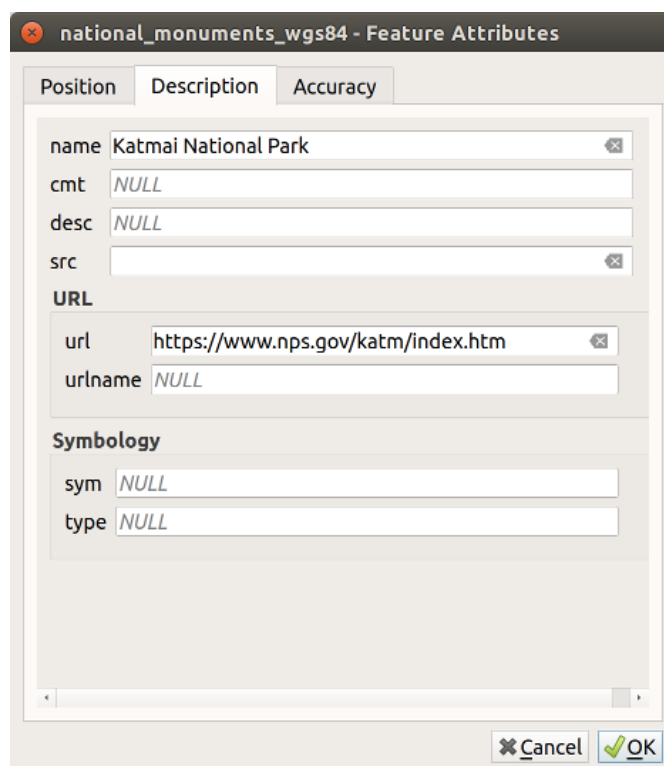 national_monuments_wgs84 - Feature Attributes
Position Description Accuracy
name Katmai National Park
cmt NULL
desc NULL
src
URL
url https://www.nps.gov/katm/index.htm
urlname NULL
Symbology
sym NULL
type NULL
Cancel OK